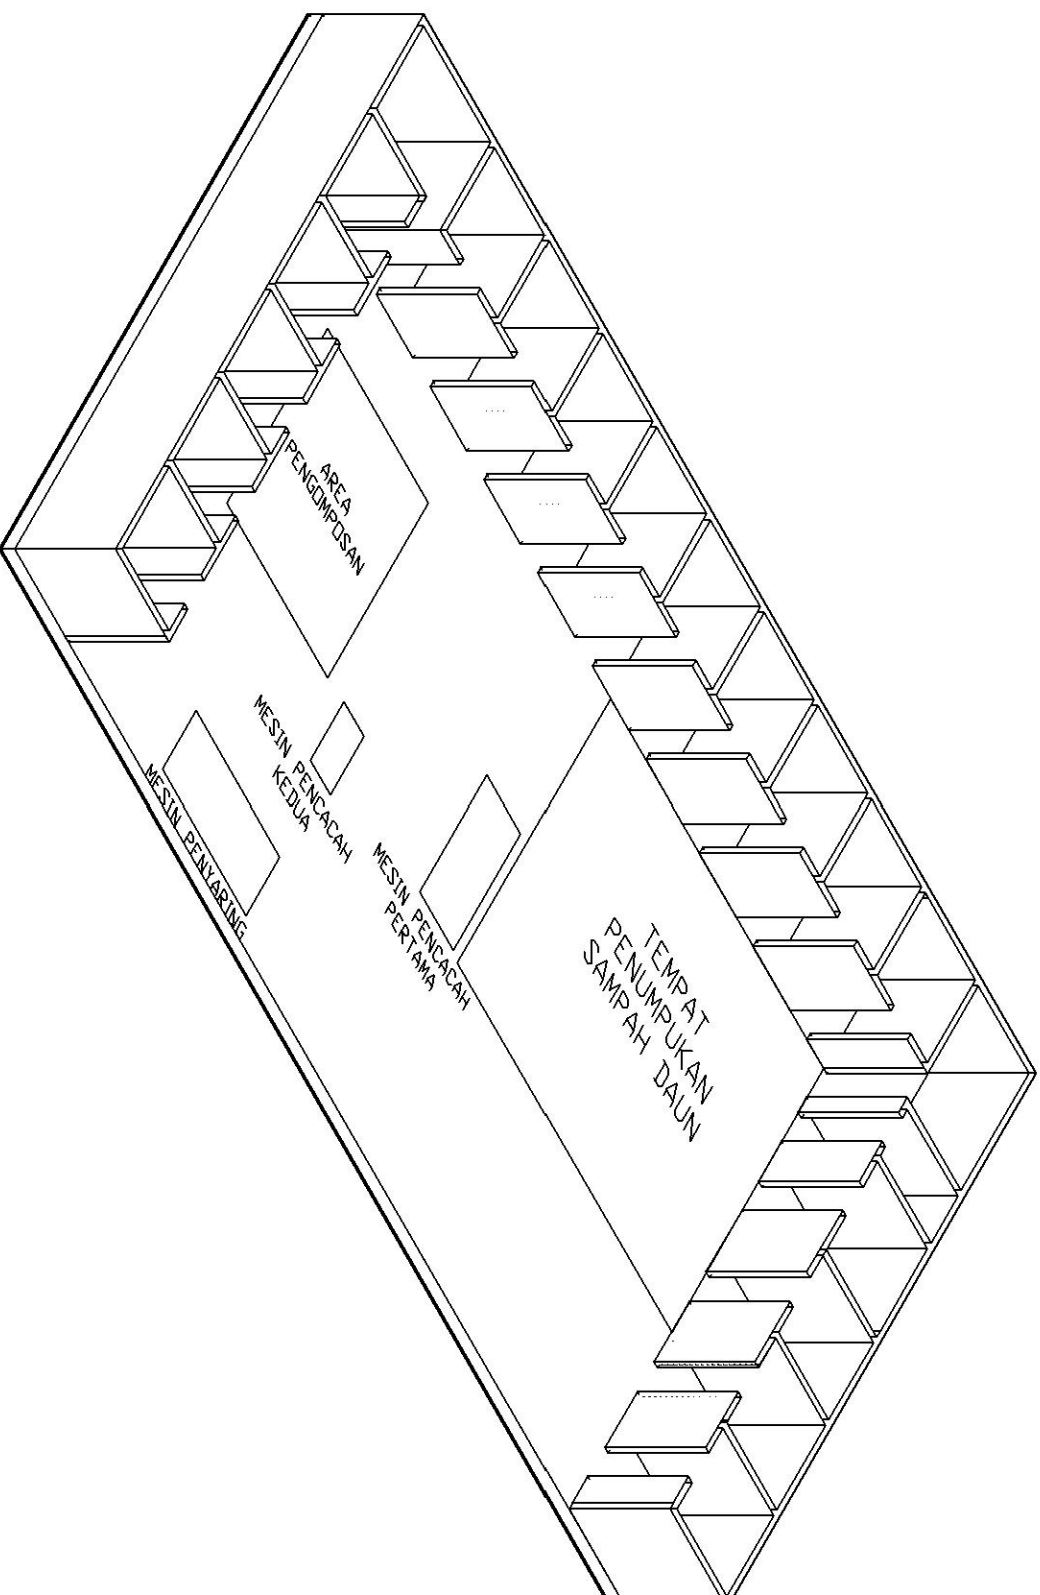 AREA
PENGOMPOSAN
MESIN PENCACAH
KEDUA
MESIN PENYARING
MESIN PENCACAH
PERTAMA
TEMPAT
PENUMPUKAN
SAMPAH DAUN